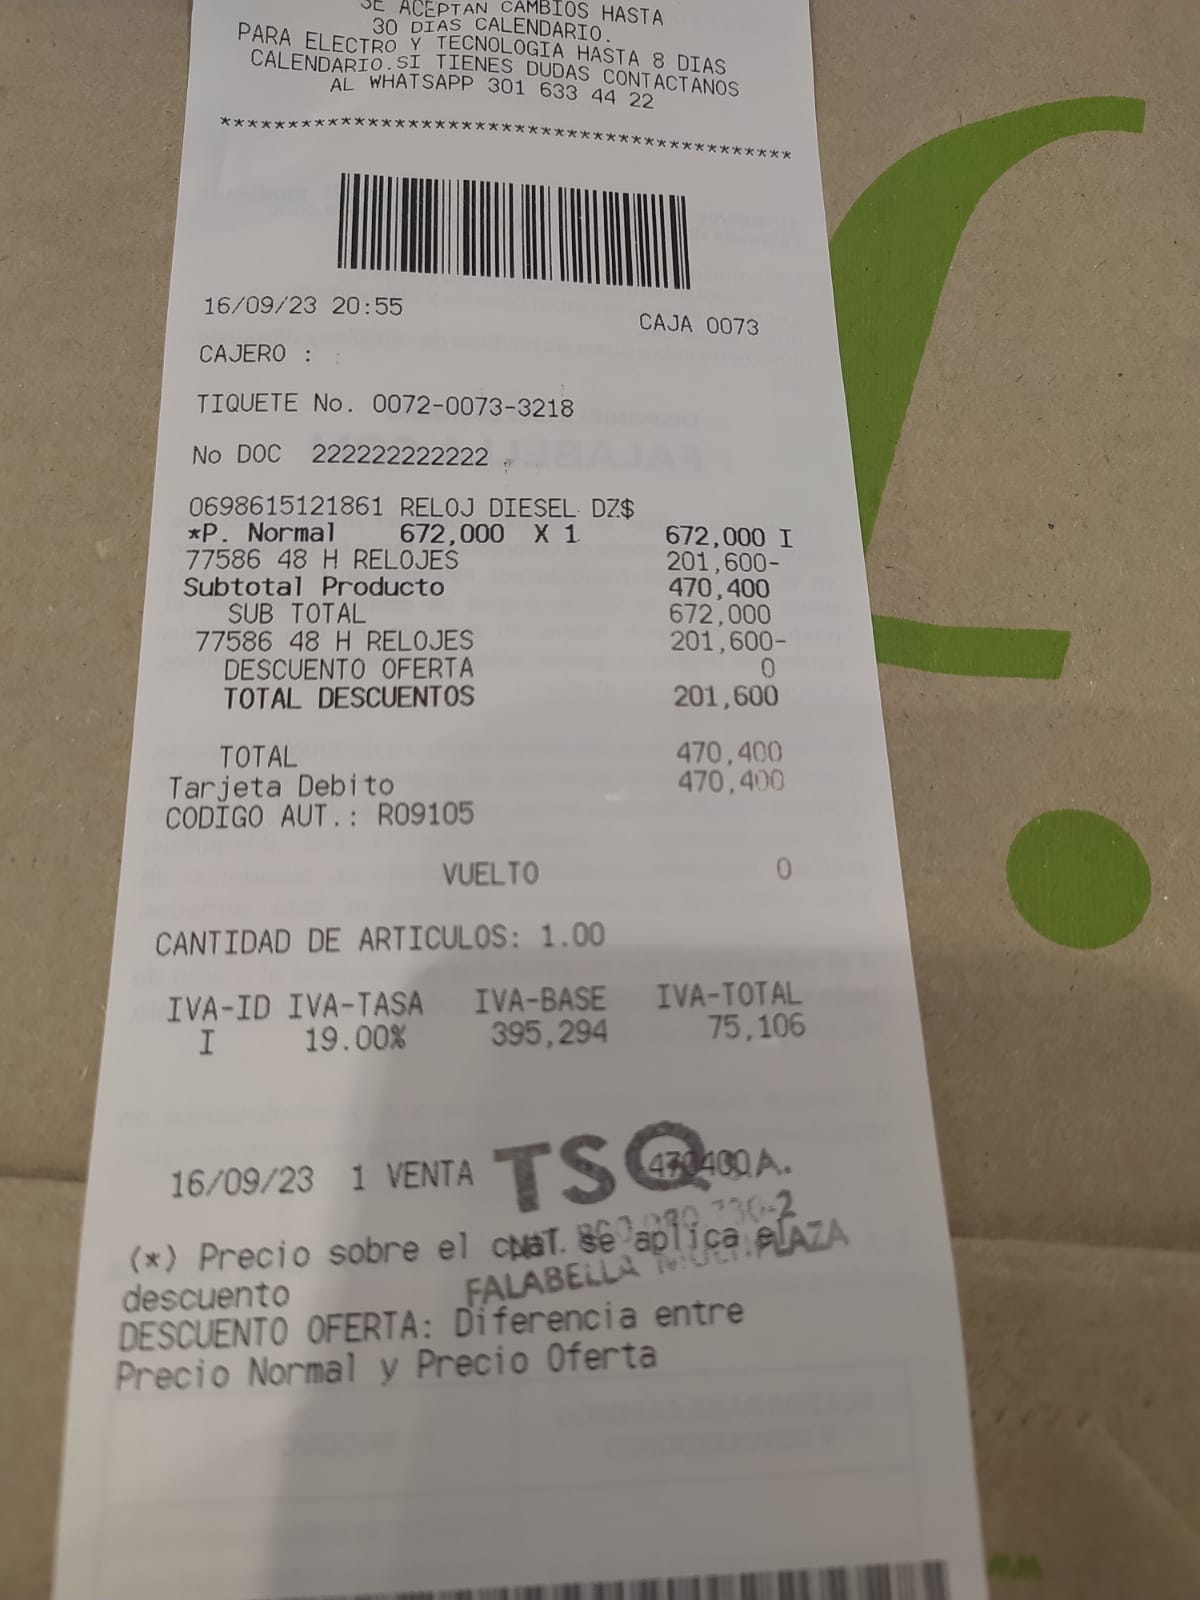 SE ACEPTAN CAMBIOS HASTA
30 DIAS CALENDARIO.
PARA ELECTRO Y TECNOLOGIA HASTA 8 DIAS
CALENDARIO.SI TIENES DUDAS CONTACTANOS
AL WHATSAPP 301 633 44 22
*******************************************
16/09/23 20:55 CAJA 0073
CAJERO :
TIQUETE No. 0072-0073-3218
No DOC 222222222222
0698615121861 RELOJ DIESEL DZ$
*P. Normal 672,000 X 1 672,000 I
77586 48 H RELOJES 201,600-
Subtotal Producto 470,400
SUB TOTAL 672,000
77586 48 H RELOJES 201,600-
DESCUENTO OFERTA 0
TOTAL DESCUENTOS 201,600
TOTAL 470,400
Tarjeta Debito 470,400
CODIGO AUT.: R09105
VUELTO 0
CANTIDAD DE ARTICULOS: 1.00
IVA-ID IVA-TASA IVA-BASE IVA-TOTAL
I 19.00% 395,294 75,106
16/09/23 1 VENTA 470400
TSQ
(*) Precio sobre el cual se aplica el
descuento
FALABELLA
DESCUENTO OFERTA: Diferencia entre
Precio Normal y Precio Oferta